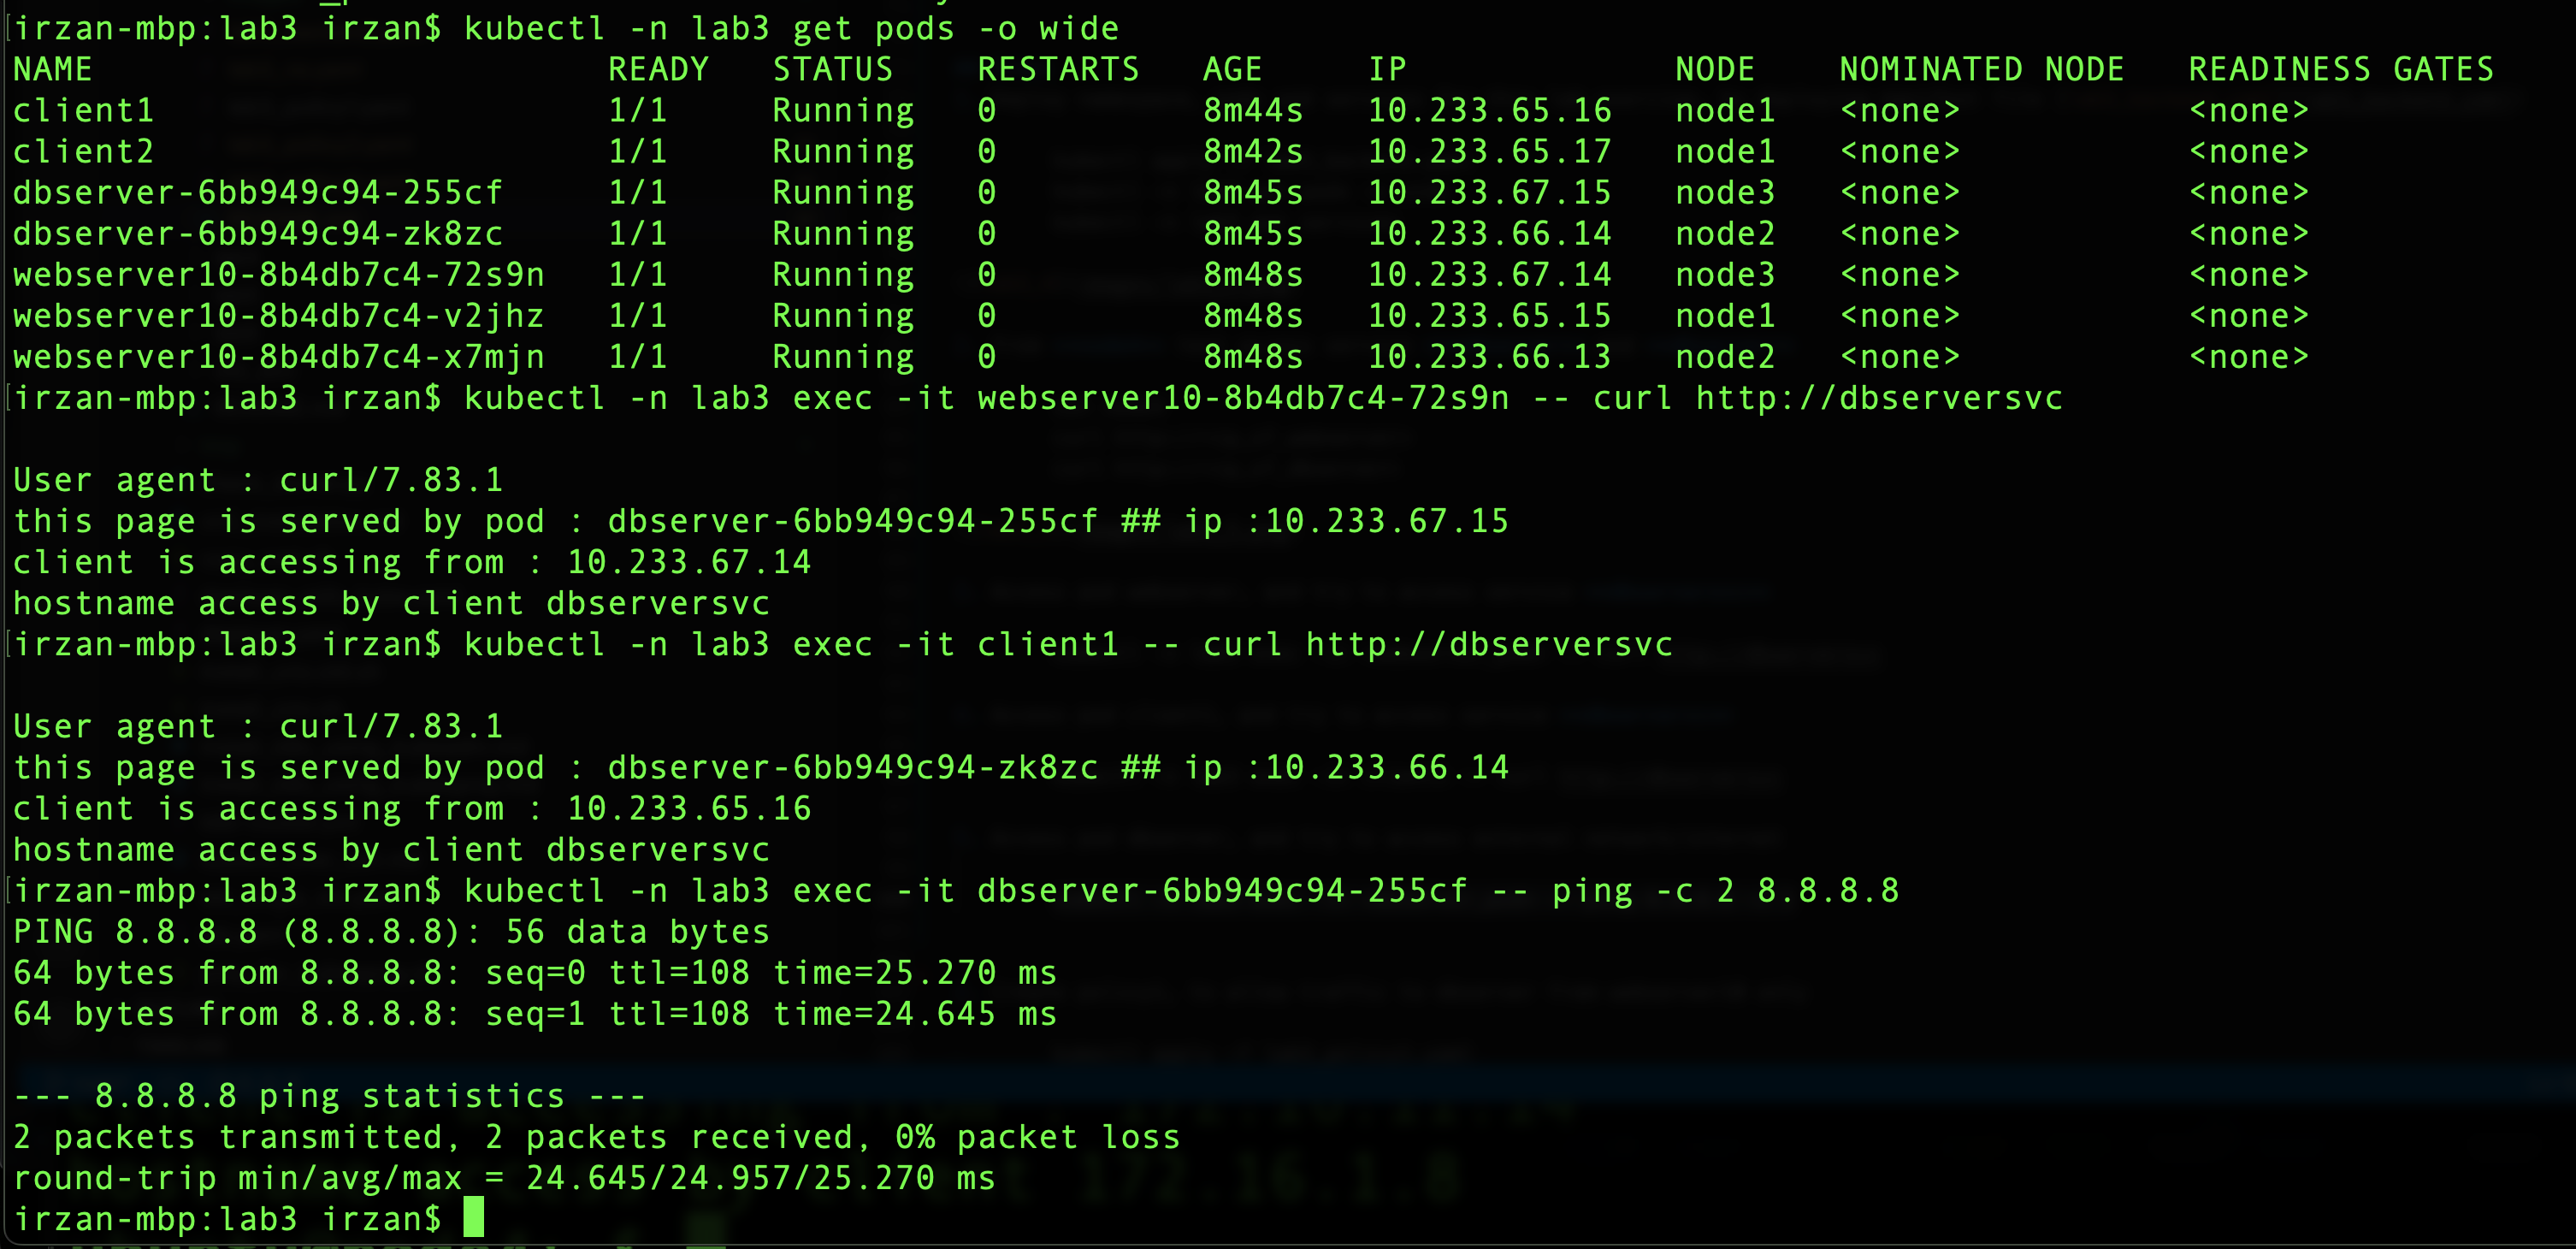 irzan-mbp:lab3 irzan$ kubectl -n lab3 get pods -o wide
NAME                         READY   STATUS    RESTARTS   AGE     IP             NODE    NOMINATED NODE   READINESS GATES
client1                      1/1     Running   0          8m44s   10.233.65.16   node1   <none>           <none>
client2                      1/1     Running   0          8m42s   10.233.65.17   node1   <none>           <none>
dbserver-6bb949c94-255cf     1/1     Running   0          8m45s   10.233.67.15   node3   <none>           <none>
dbserver-6bb949c94-zk8zc     1/1     Running   0          8m45s   10.233.66.14   node2   <none>           <none>
webserver10-8b4db7c4-72s9n   1/1     Running   0          8m48s   10.233.67.14   node3   <none>           <none>
webserver10-8b4db7c4-v2jhz   1/1     Running   0          8m48s   10.233.65.15   node1   <none>           <none>
webserver10-8b4db7c4-x7mjn   1/1     Running   0          8m48s   10.233.66.13   node2   <none>           <none>
irzan-mbp:lab3 irzan$ kubectl -n lab3 exec -it webserver10-8b4db7c4-72s9n -- curl http://dbserversvc
User agent : curl/7.83.1
this page is served by pod : dbserver-6bb949c94-255cf ## ip :10.233.67.15
client is accessing from : 10.233.67.14
hostname access by client dbserversvc
irzan-mbp:lab3 irzan$ kubectl -n lab3 exec -it client1 -- curl http://dbserversvc
User agent : curl/7.83.1
this page is served by pod : dbserver-6bb949c94-zk8zc ## ip :10.233.66.14
client is accessing from : 10.233.65.16
hostname access by client dbserversvc
irzan-mbp:lab3 irzan$ kubectl -n lab3 exec -it dbserver-6bb949c94-255cf -- ping -c 2 8.8.8.8
PING 8.8.8.8 (8.8.8.8): 56 data bytes
64 bytes from 8.8.8.8: seq=0 ttl=108 time=25.270 ms
64 bytes from 8.8.8.8: seq=1 ttl=108 time=24.645 ms
--- 8.8.8.8 ping statistics ---
2 packets transmitted, 2 packets received, 0% packet loss
round-trip min/avg/max = 24.645/24.957/25.270 ms
irzan-mbp:lab3 irzan$